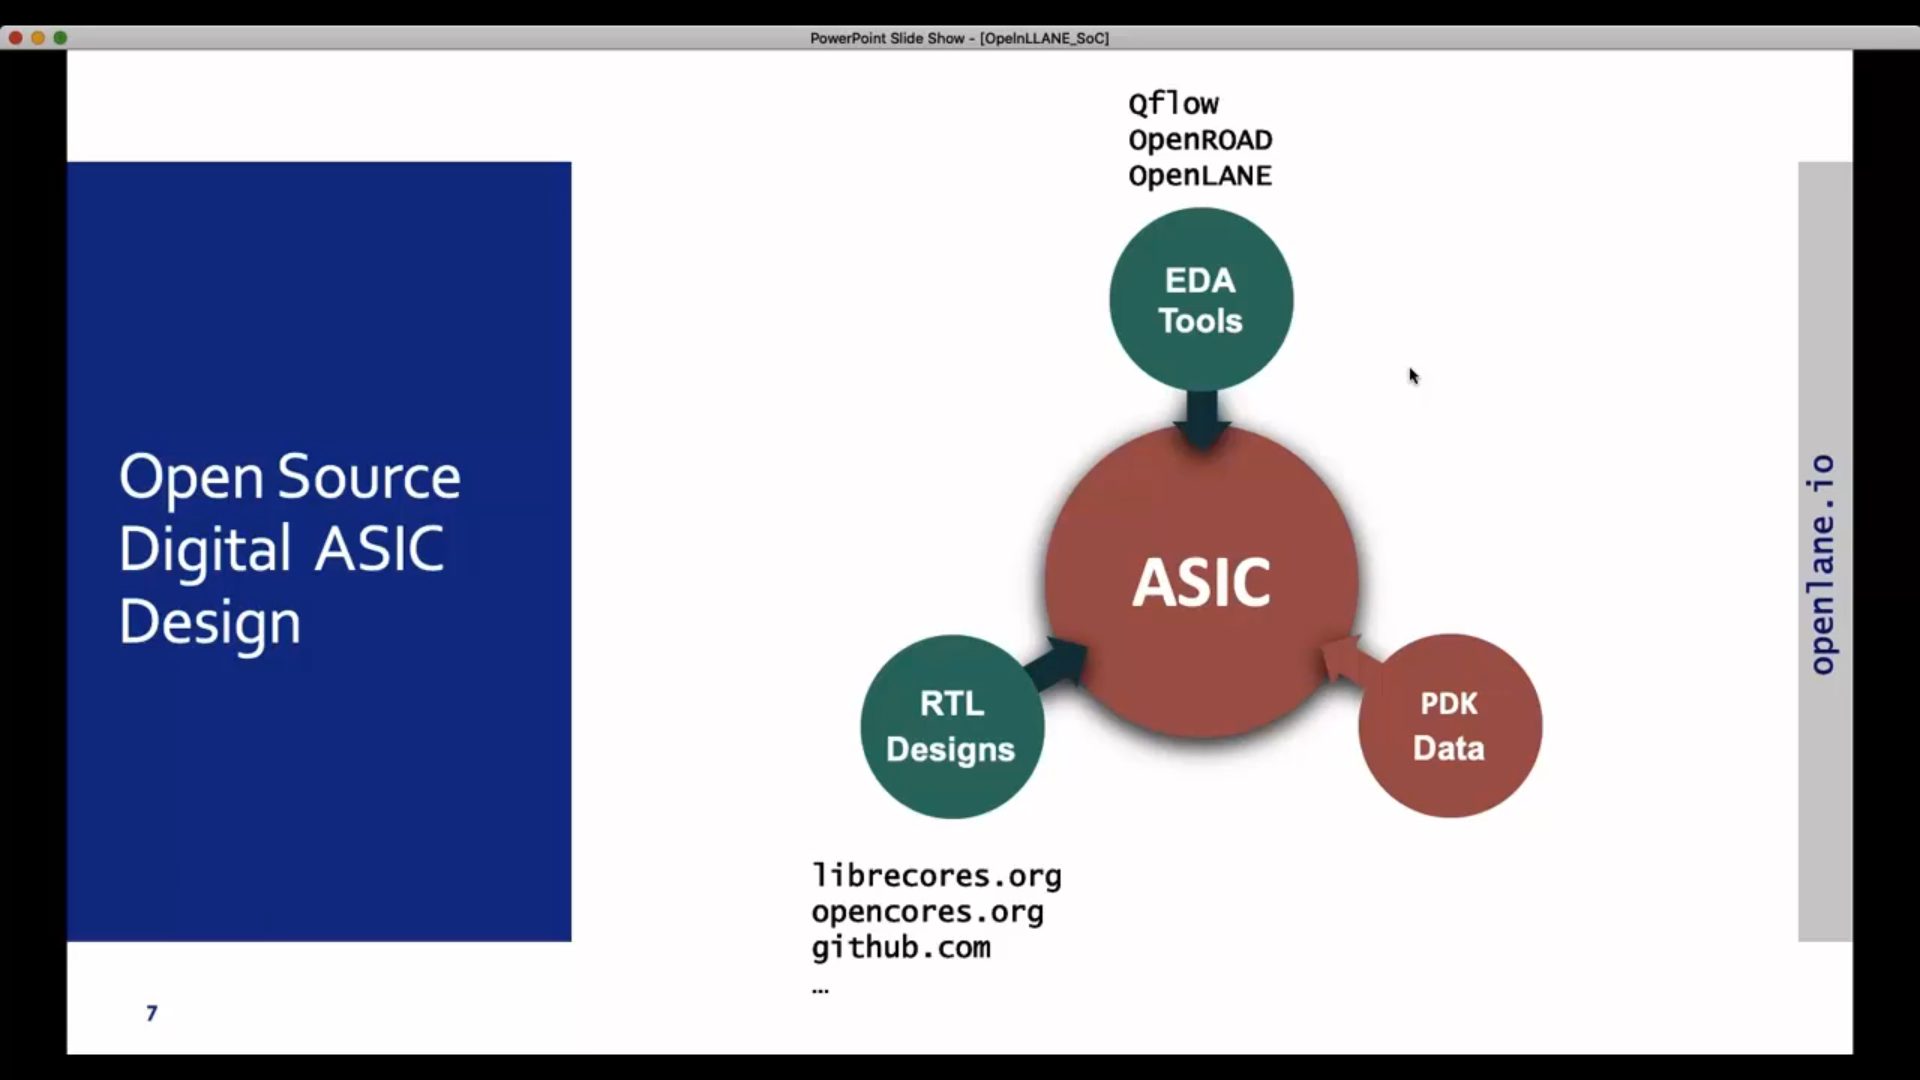 PowerPoint Slide Show - [OpeInLLANE_SoC]
Qflow
OpenROAD
OpenLANE
EDA
Tools
Open Source
Digital ASIC
Design
ASIC
RTL
Designs
PDK
Data
librecores.org
opencores.org
github.com
…
openlane.io
7